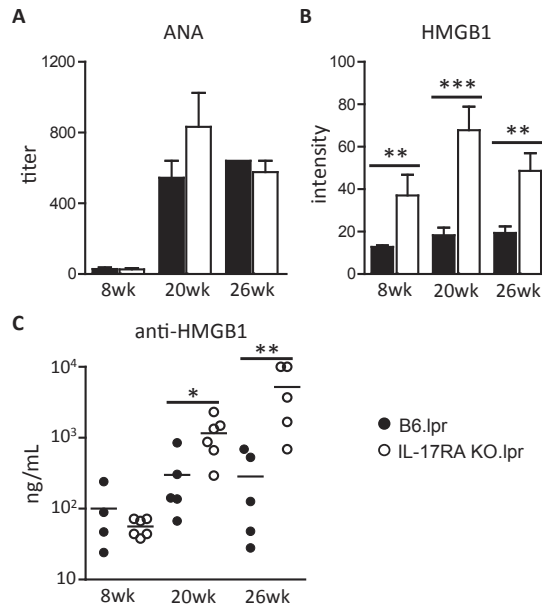 A
ANA
titer
1200
800
400
0
8wk 20wk 26wk
B
HMGB1
intensity
100
80
60
40
20
0
** *** **
8wk 20wk 26wk
C
anti-HMGB1
ng/mL
10⁴
10³
10²
10
* **
8wk 20wk 26wk
B6.lpr
IL-17RA KO.lpr